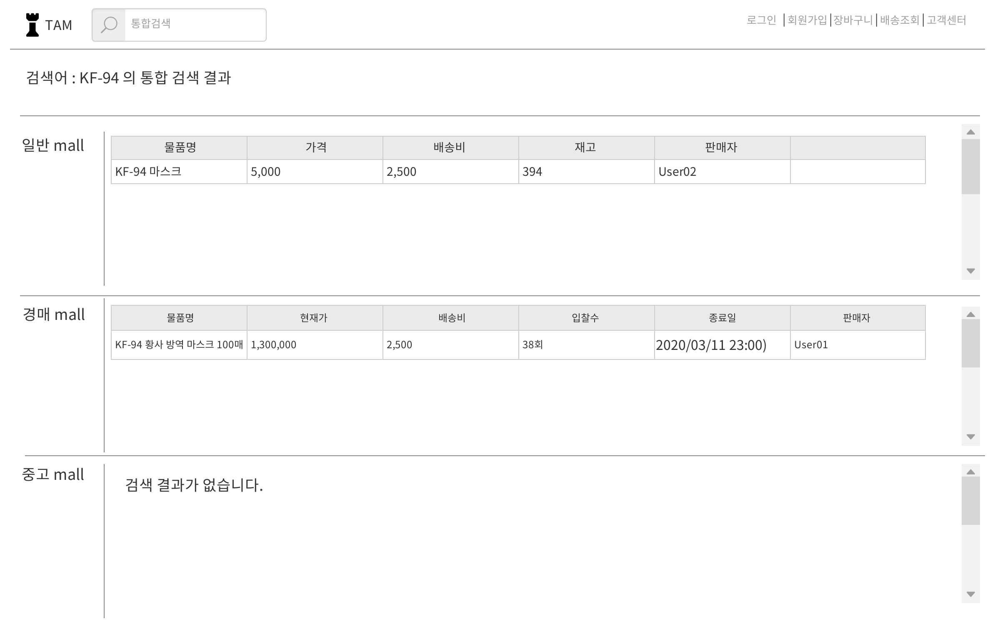 TAM
통합검색
로그인 | 회원가입 | 장바구니 | 배송조회 | 고객센터
검색어 : KF-94 의 통합 검색 결과
일반 mall
물품명 가격 배송비 재고 판매자
KF-94 마스크 5,000 2,500 394 User02
경매 mall
물품명 현재가 배송비 입찰수 종료일 판매자
KF-94 황사 방역 마스크 100매 1,300,000 2,500 38회 2020/03/11 23:00) User01
중고 mall
검색 결과가 없습니다.